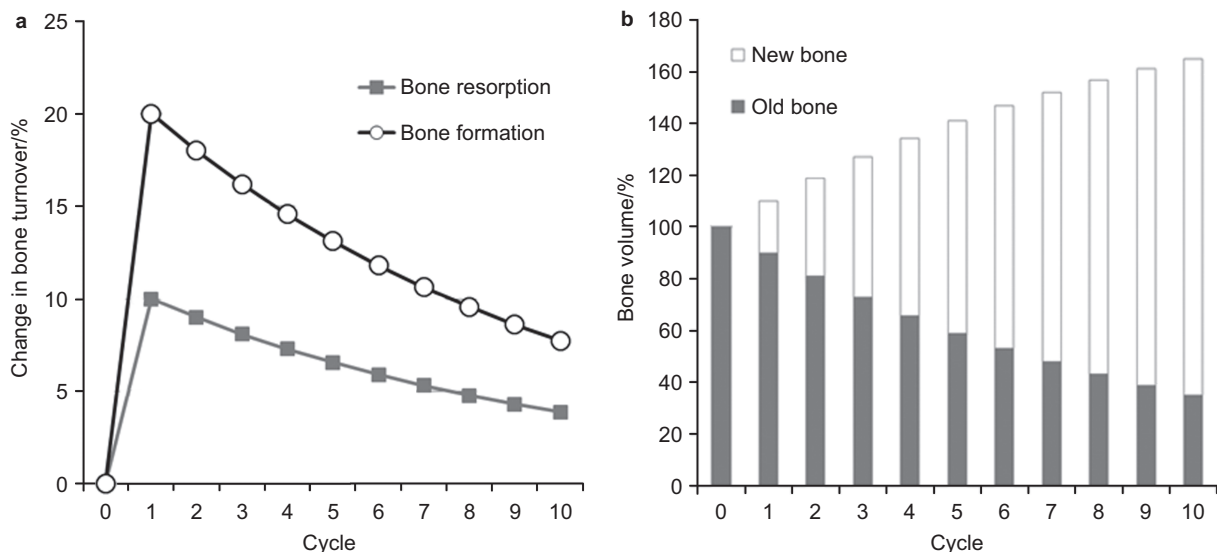 a
25
20
15
10
5
0
Change in bone turnover/%
Bone resorption
Bone formation
0 1 2 3 4 5 6 7 8 9 10
Cycle
b
180
160
140
120
100
80
60
40
20
0
Bone volume/%
New bone
Old bone
0 1 2 3 4 5 6 7 8 9 10
Cycle